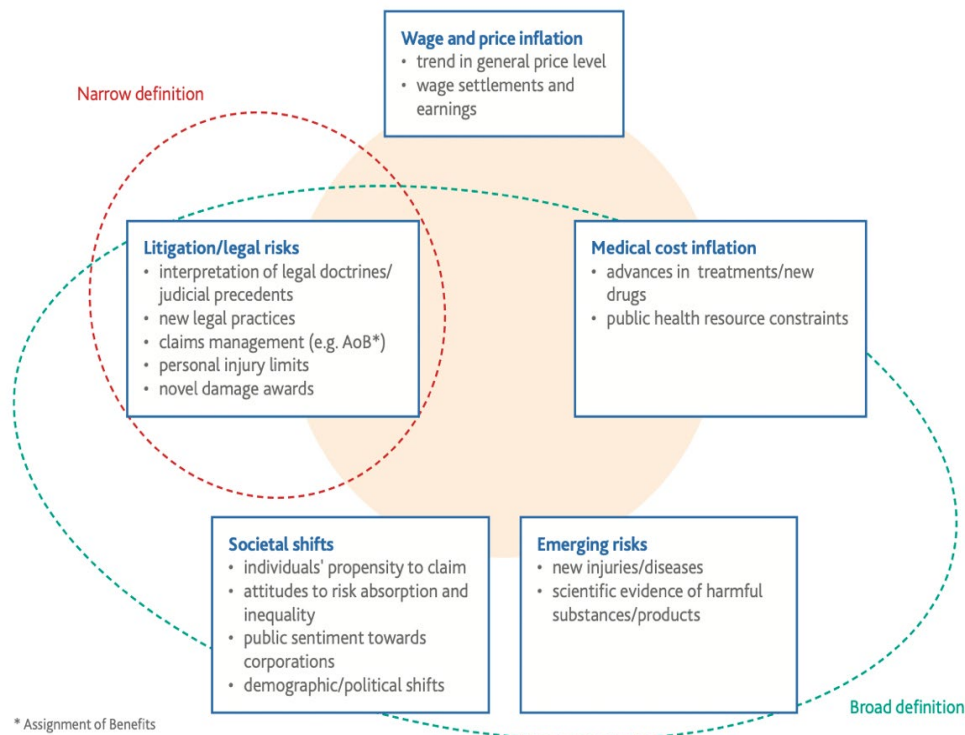 Wage and price inflation
• trend in general price level
• wage settlements and
earnings
Narrow definition
Litigation/legal risks
• interpretation of legal doctrines/
judicial precedents
• new legal practices
• claims management (e.g. AoB*)
• personal injury limits
• novel damage awards
Medical cost inflation
• advances in treatments/new
drugs
• public health resource constraints
Societal shifts
• individuals' propensity to claim
• attitudes to risk absorption and
inequality
• public sentiment towards
corporations
• demographic/political shifts
Emerging risks
• new injuries/diseases
• scientific evidence of harmful
substances/products
Broad definition
* Assignment of Benefits